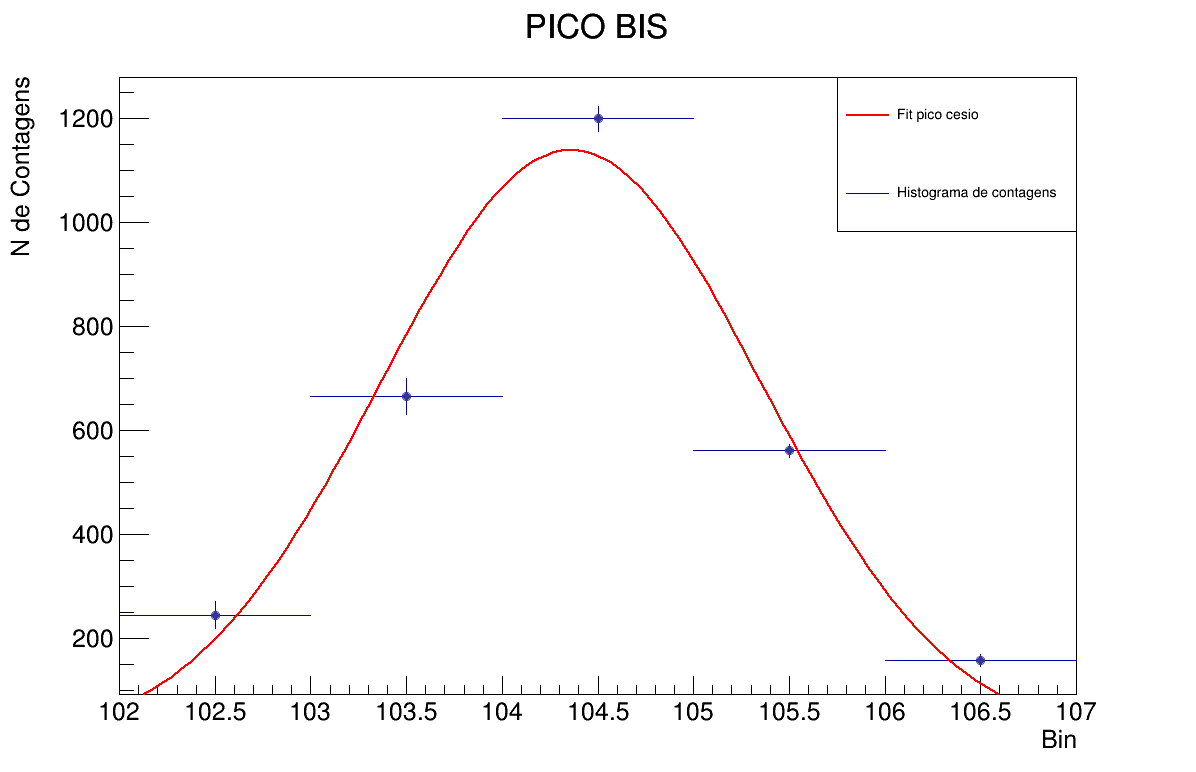 PICO BIS
N de Contagens
1200
1000
800
600
400
200
Fit pico cesio
Histograma de contagens
102 102.5 103 103.5 104 104.5 105 105.5 106 106.5 107
Bin